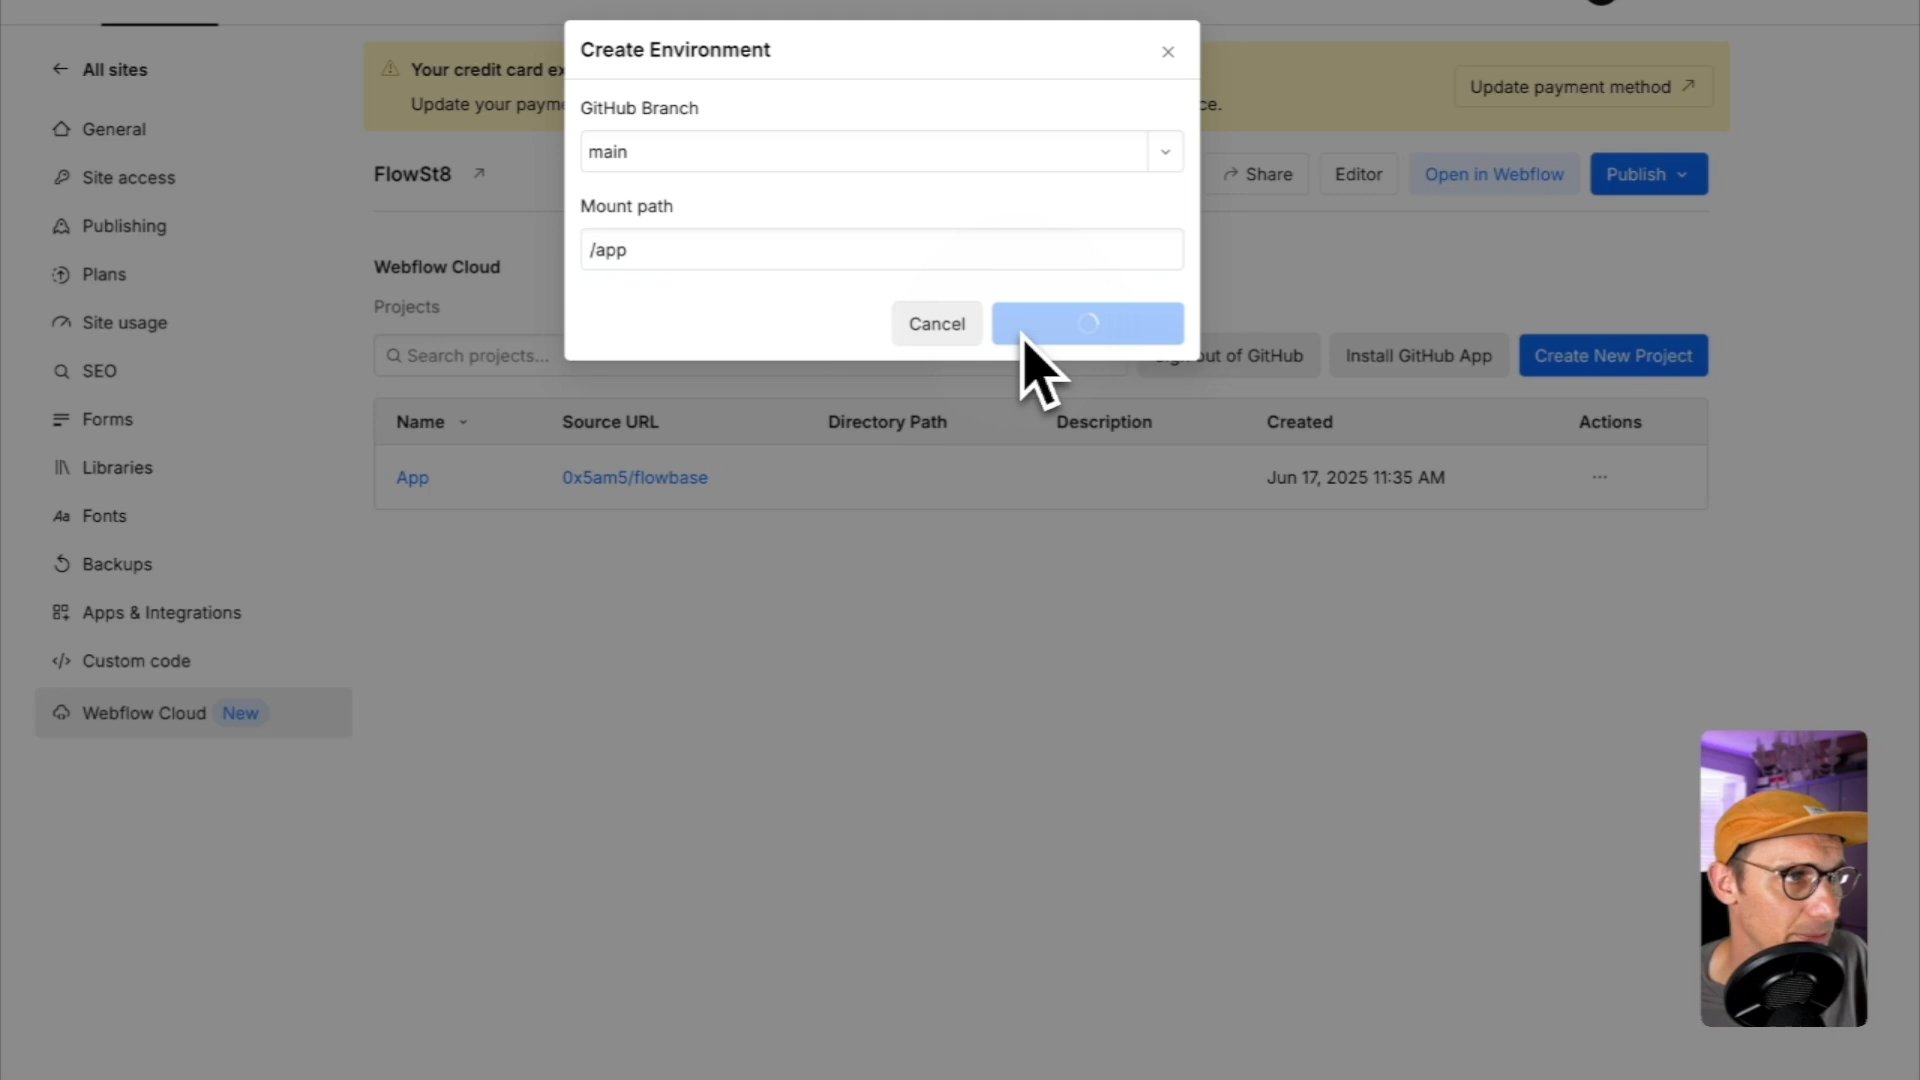 Create Environment
All sites
Your credit card ex
Update your payme
ce.
Update payment method
GitHub Branch
main
General
Site access
FlowSt8
Share
Editor
Open in Webflow
Publish
Mount path
/app
Publishing
Webflow Cloud
Plans
Projects
Cancel
Site usage
Search projects...
out of GitHub
Install GitHub App
Create New Project
SEO
Name
Source URL
Directory Path
Description
Created
Actions
Forms
Libraries
App
0x5am5/flowbase
Jun 17, 2025 11:35 AM
Aa
Fonts
Backups
Apps & Integrations
Custom code
Webflow Cloud
New